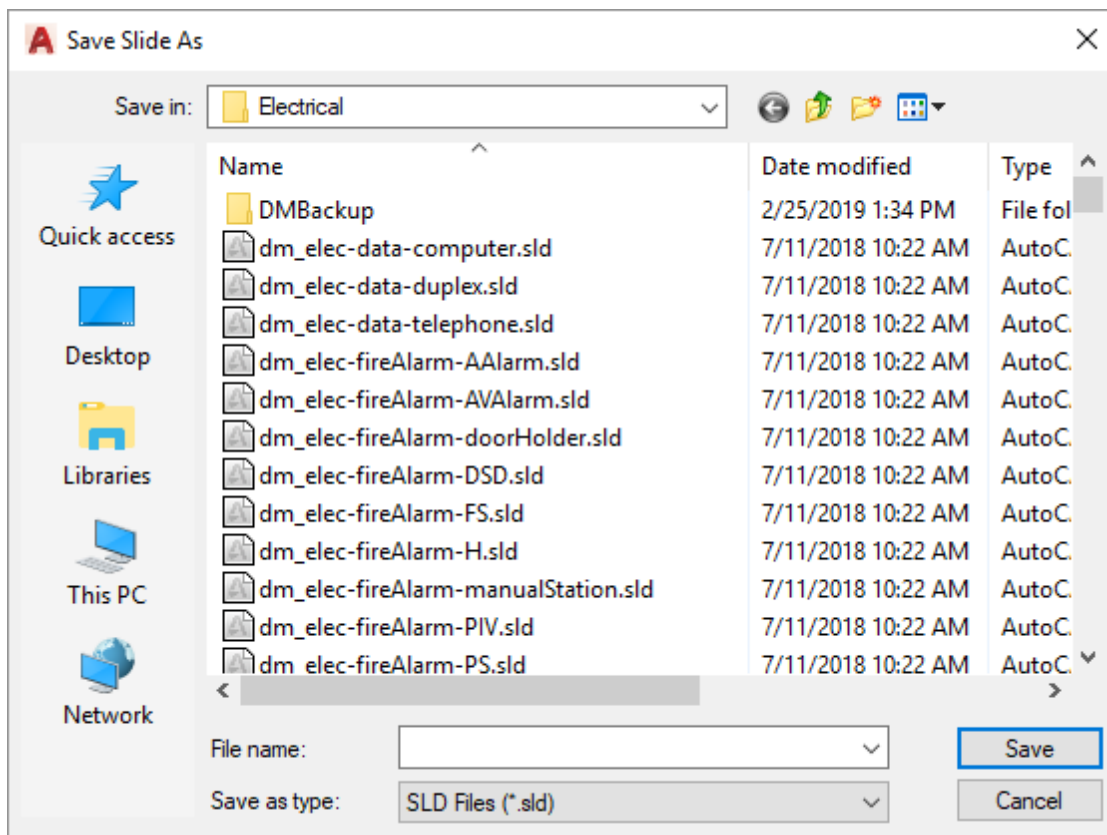 Save Slide As
Save in: Electrical
Name Date modified Type
DMBackup 2/25/2019 1:34 PM File fol
dm_elec-data-computer.sld 7/11/2018 10:22 AM AutoC.
dm_elec-data-duplex.sld 7/11/2018 10:22 AM AutoC.
dm_elec-data-telephone.sld 7/11/2018 10:22 AM AutoC.
dm_elec-fireAlarm-AAlarm.sld 7/11/2018 10:22 AM AutoC.
dm_elec-fireAlarm-AVAlarm.sld 7/11/2018 10:22 AM AutoC.
dm_elec-fireAlarm-doorHolder.sld 7/11/2018 10:22 AM AutoC.
dm_elec-fireAlarm-DSD.sld 7/11/2018 10:22 AM AutoC.
dm_elec-fireAlarm-FS.sld 7/11/2018 10:22 AM AutoC.
dm_elec-fireAlarm-H.sld 7/11/2018 10:22 AM AutoC.
dm_elec-fireAlarm-manualStation.sld 7/11/2018 10:22 AM AutoC.
dm_elec-fireAlarm-PIV.sld 7/11/2018 10:22 AM AutoC.
dm_elec-fireAlarm-PS.sld 7/11/2018 10:22 AM AutoC.
Quick access
Desktop
Libraries
This PC
Network
File name: Save
Save as type: SLD Files (*.sld) Cancel